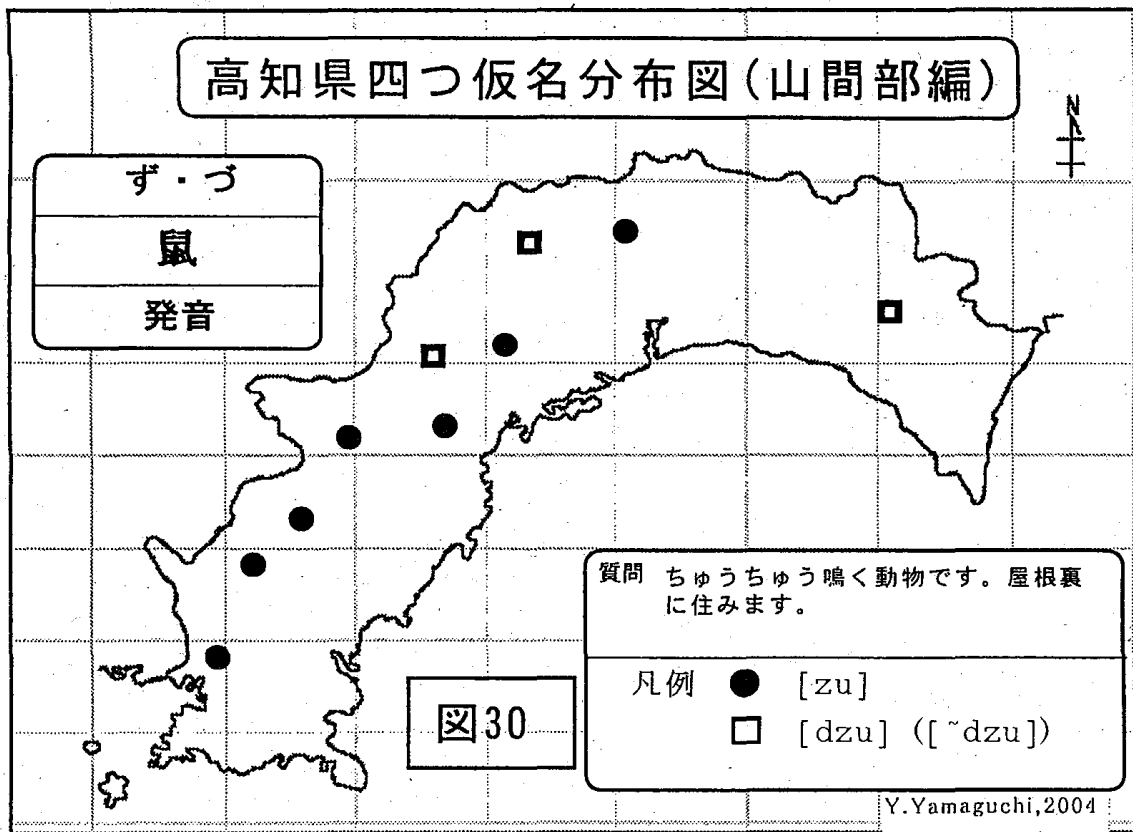 高知県四つ仮名分布図(山間部編)
N
ず・づ
鼠
発音
質問 ちゅうちゅう鳴く動物です。屋根裏
に住みます。
凡例 ● [zu]
□ [dzu] ([~dzu])
図30
Y.Yamaguchi,2004